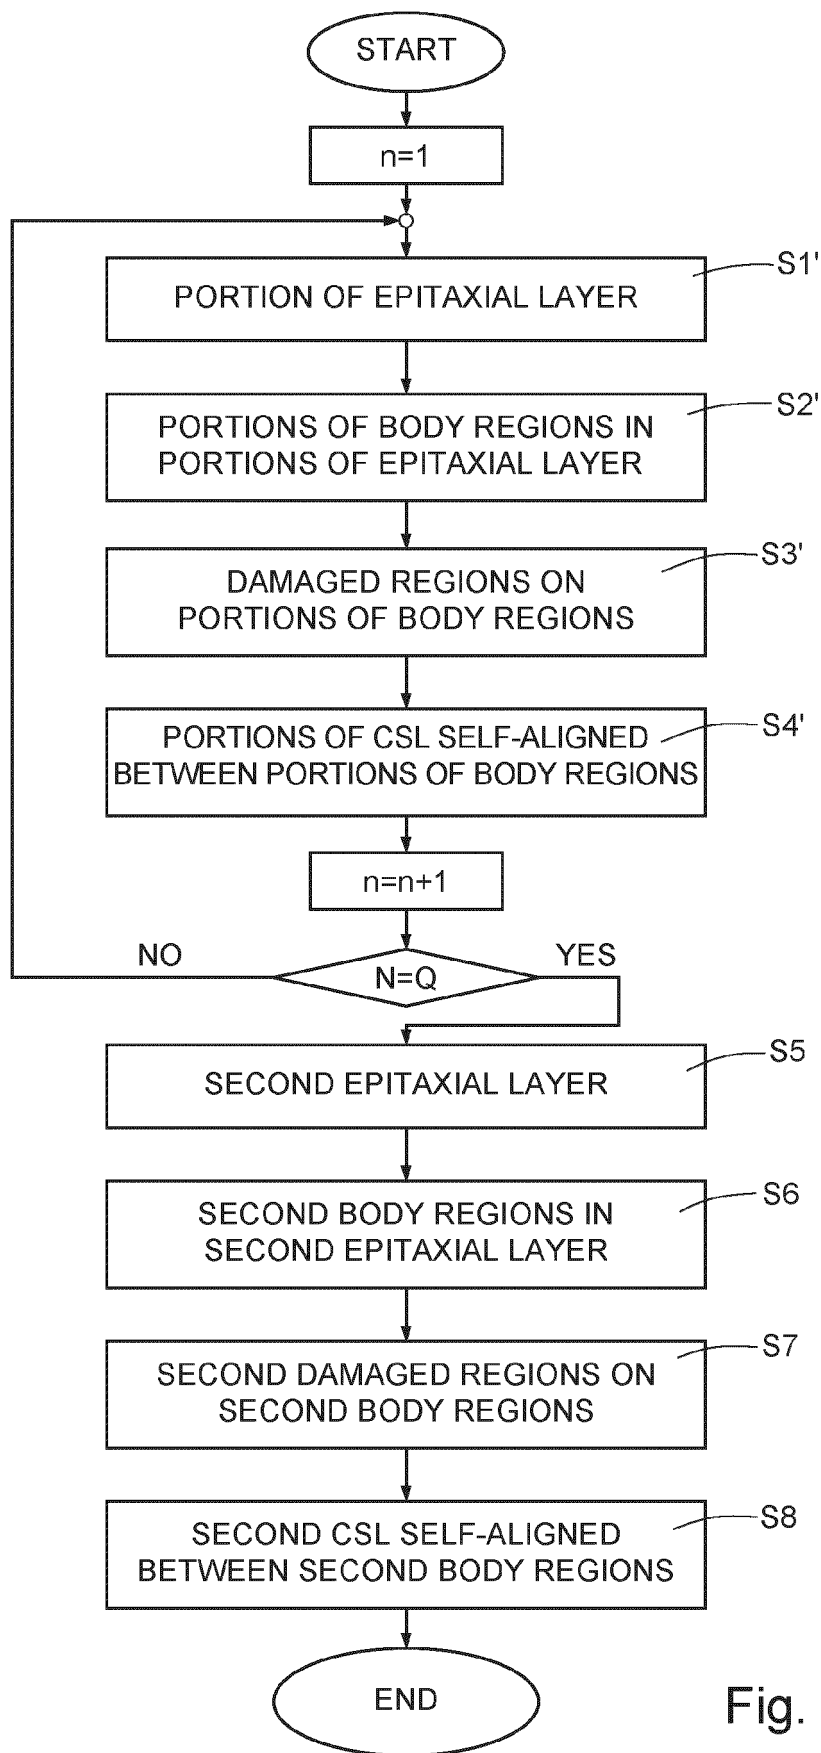 START
n=1
S1'
PORTION OF EPITAXIAL LAYER
S2'
PORTIONS OF BODY REGIONS IN
PORTIONS OF EPITAXIAL LAYER
S3'
DAMAGED REGIONS ON
PORTIONS OF BODY REGIONS
S4'
PORTIONS OF CSL SELF-ALIGNED
BETWEEN PORTIONS OF BODY REGIONS
n=n+1
NO
N=Q
YES
S5
SECOND EPITAXIAL LAYER
S6
SECOND BODY REGIONS IN
SECOND EPITAXIAL LAYER
S7
SECOND DAMAGED REGIONS ON
SECOND BODY REGIONS
S8
SECOND CSL SELF-ALIGNED
BETWEEN SECOND BODY REGIONS
END
Fig.